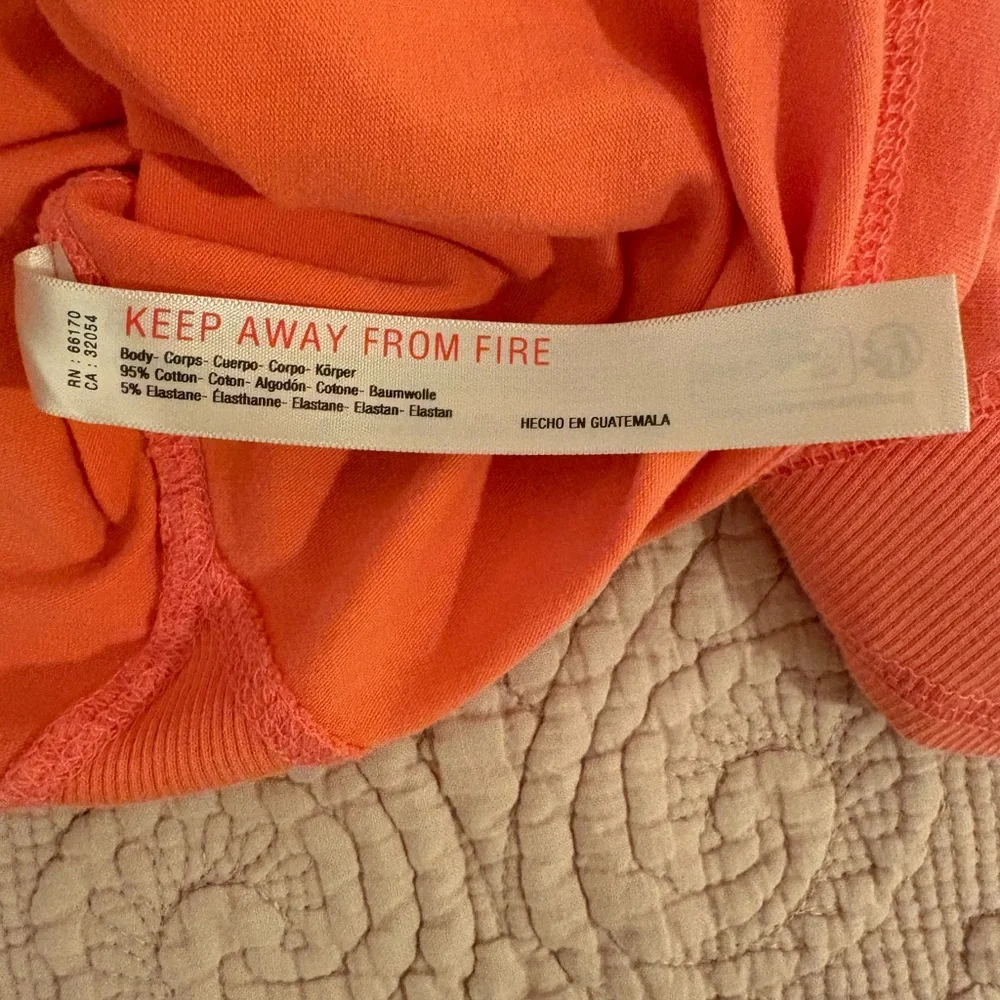 RN : 66170
CA : 32054
KEEP AWAY FROM FIRE
Body- Corps- Cuerpo- Corpo- Körper
95% Cotton- Coton- Algodón- Cotone- Baumwolle
5% Elastane- Élasthanne- Elastane- Elastan- Elastan
HECHO EN GUATEMALA